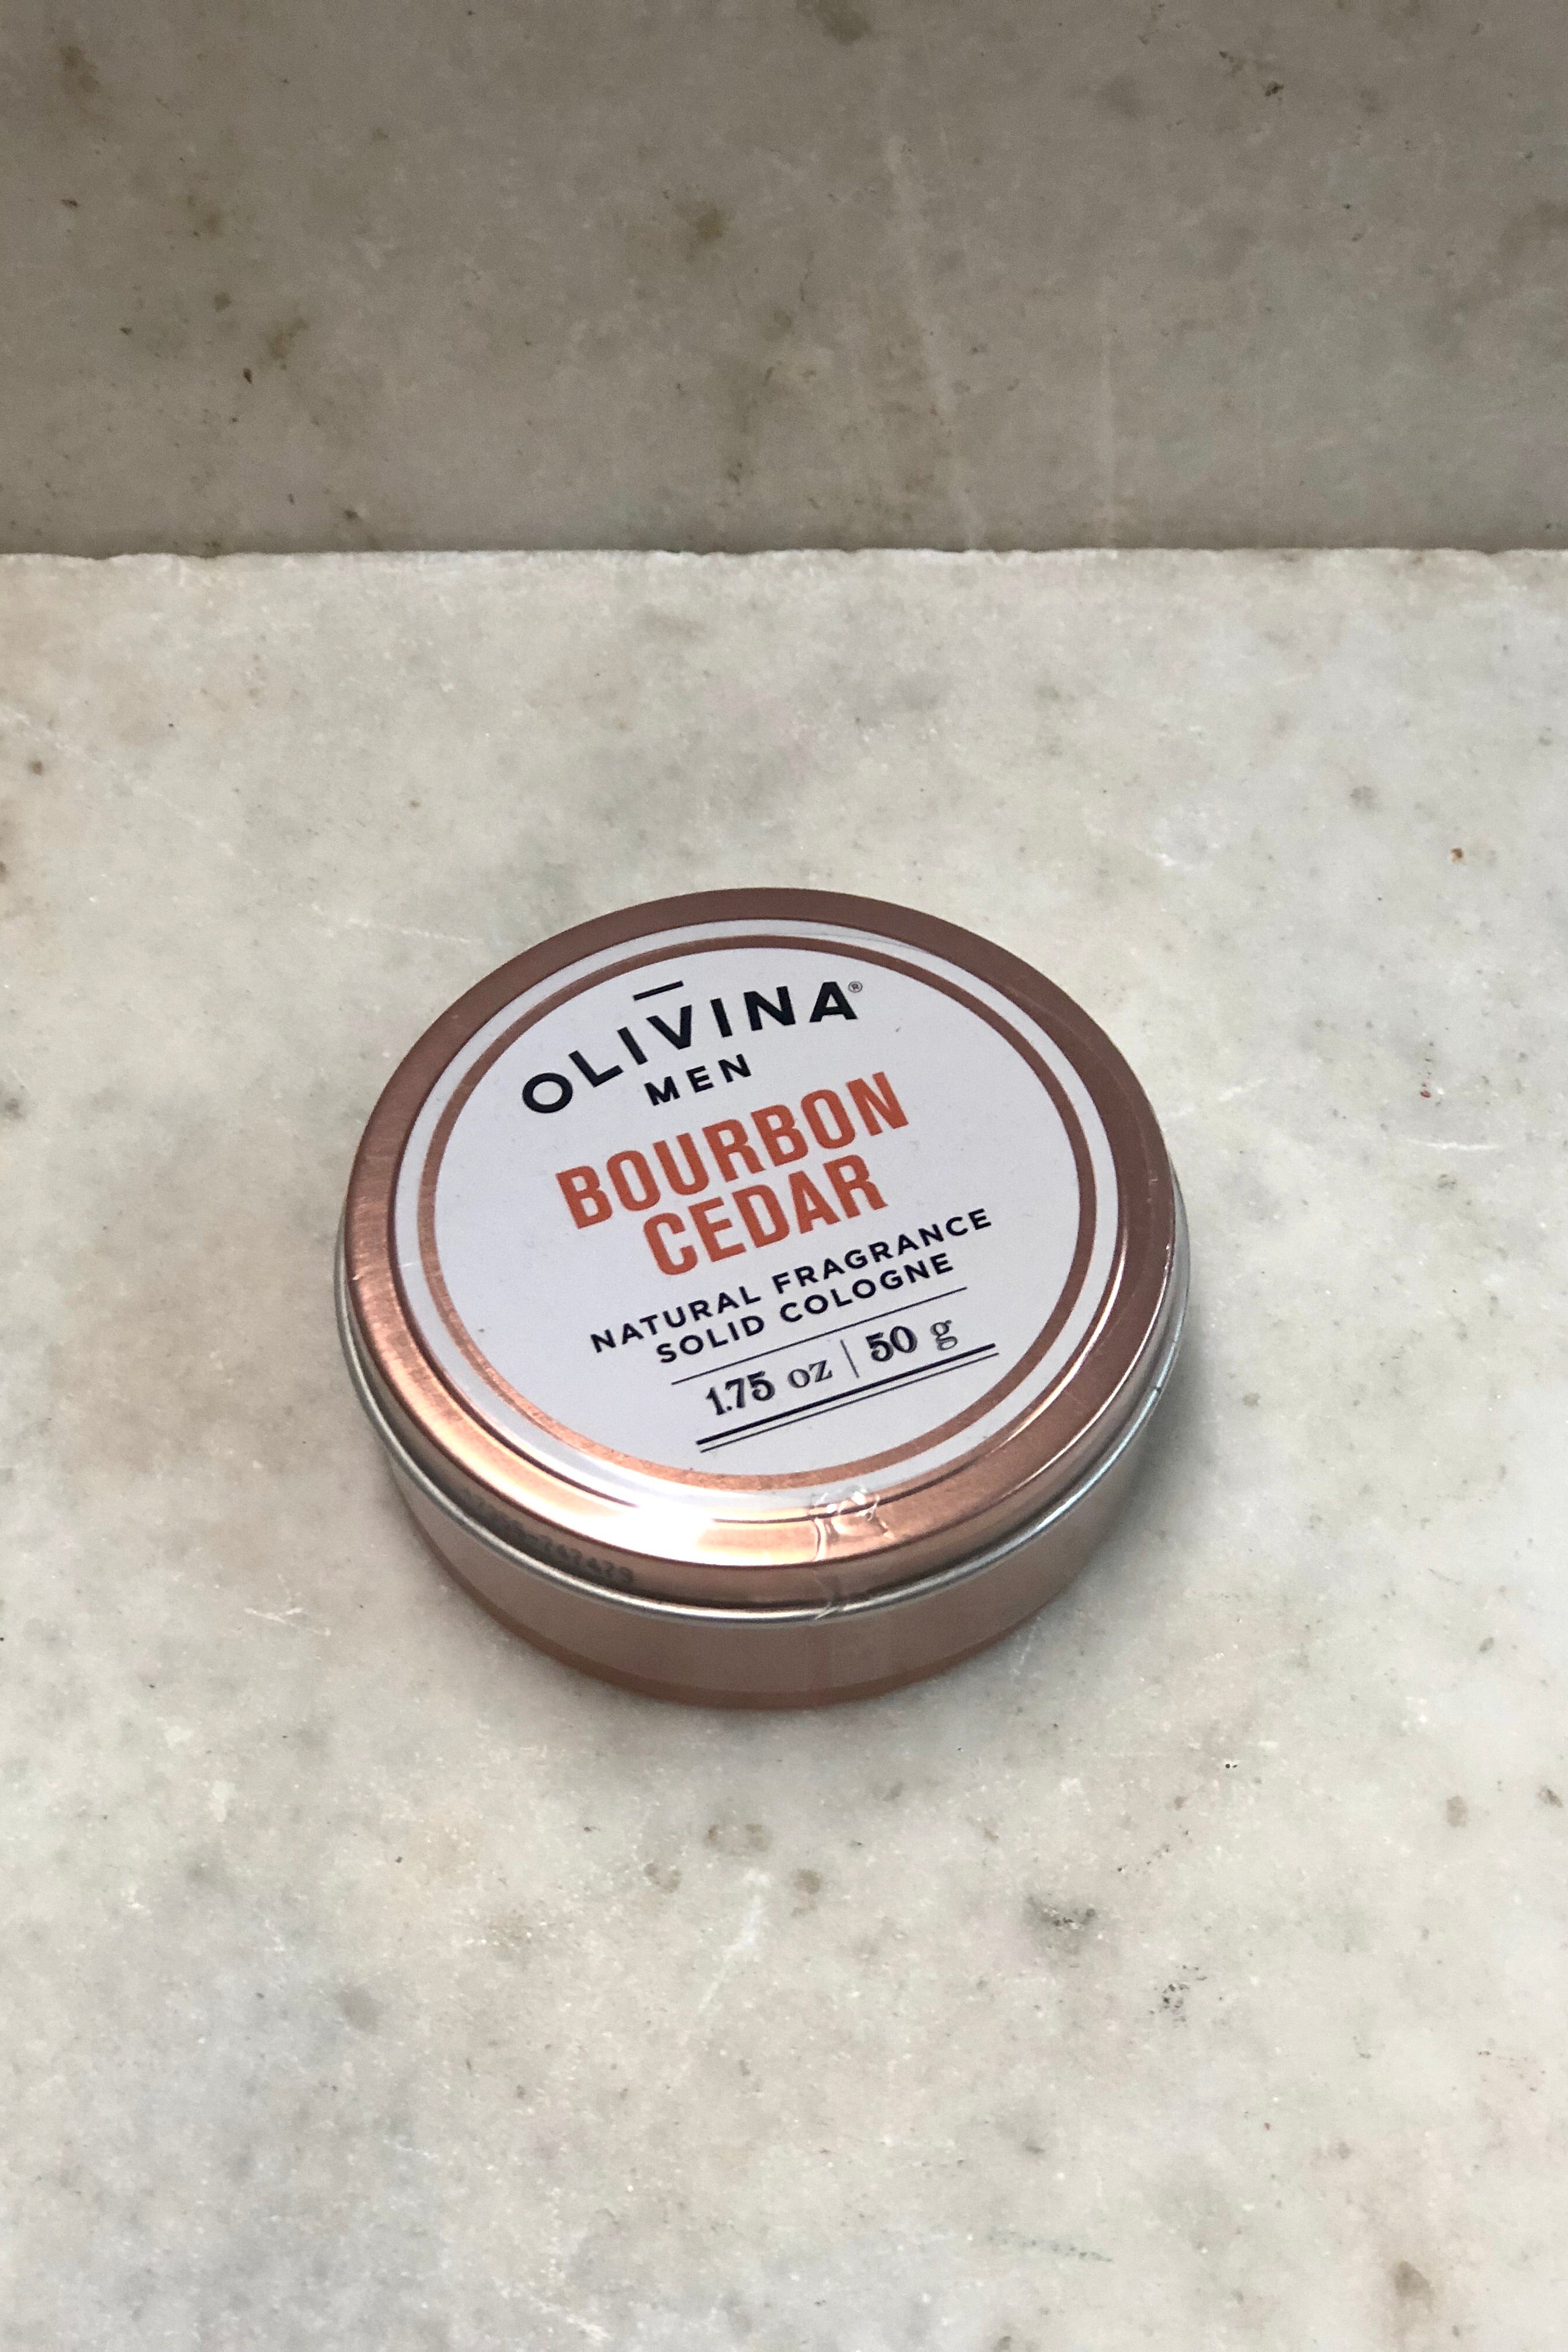 OLIVINA®
MEN
BOURBON
CEDAR
NATURAL FRAGRANCE
SOLID COLOGNE
1.75 oz | 50 g